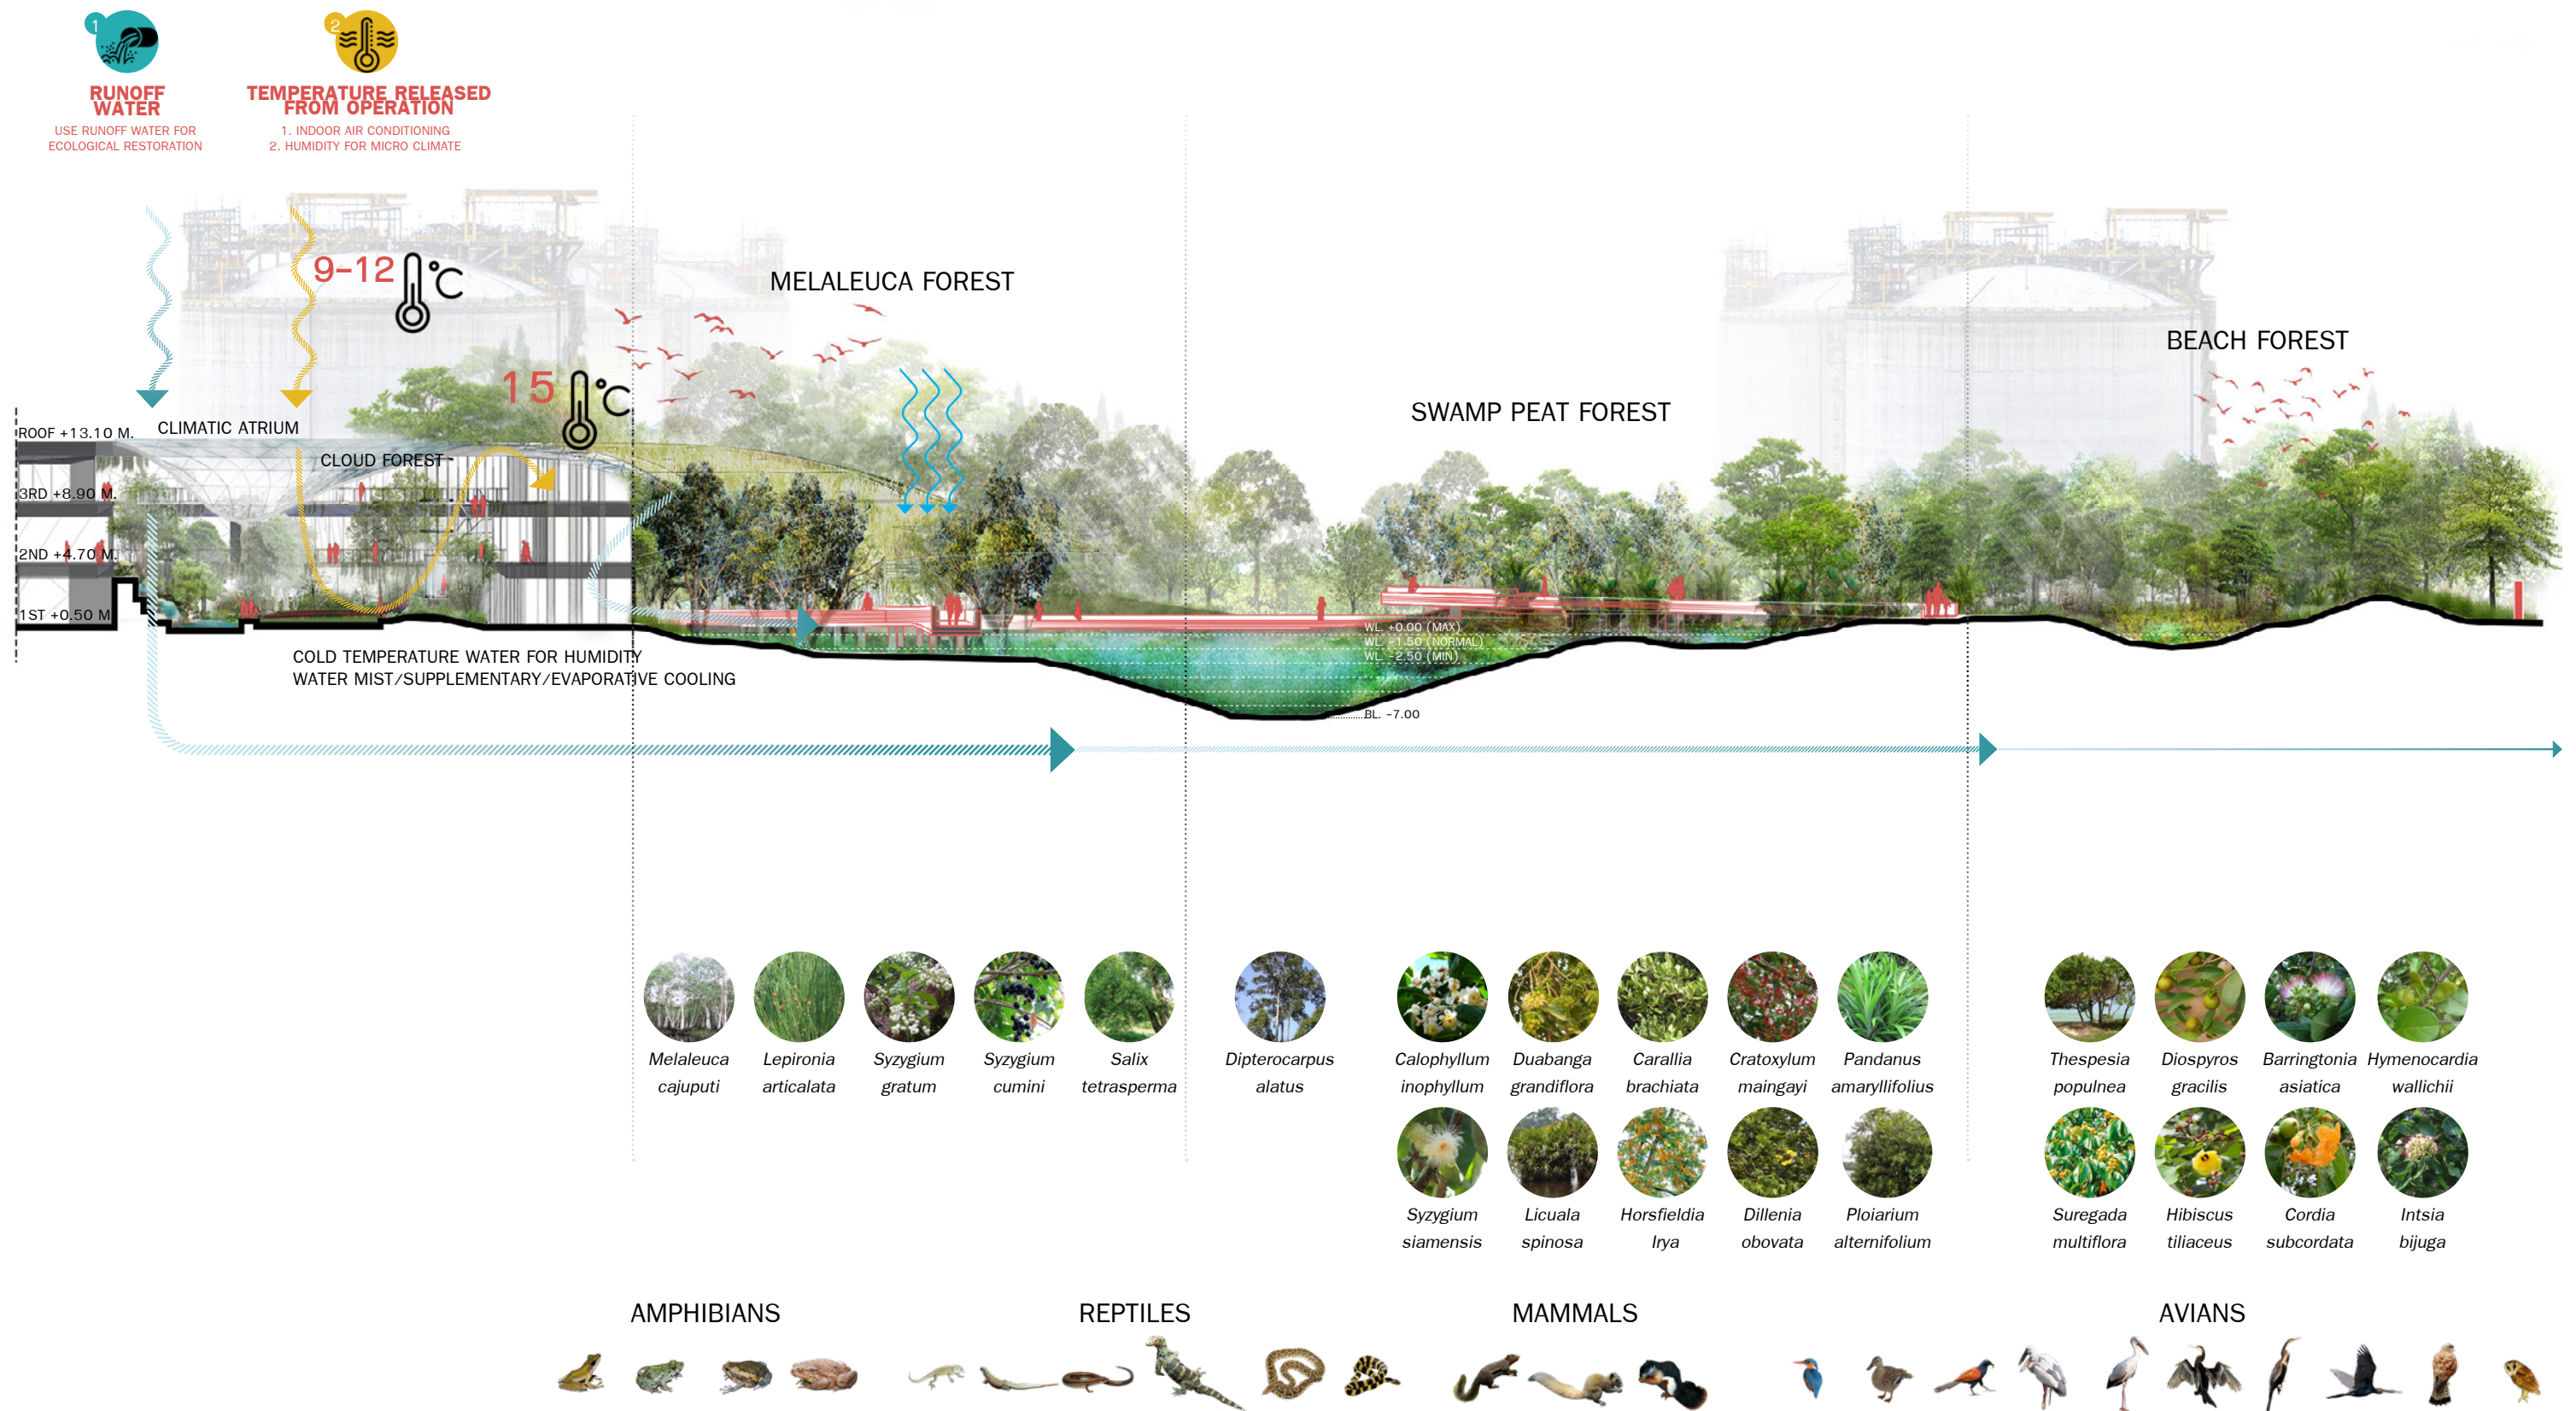 1
RUNOFF
WATER
USE RUNOFF WATER FOR
ECOLOGICAL RESTORATION
2
TEMPERATURE RELEASED
FROM OPERATION
1. INDOOR AIR CONDITIONING
2. HUMIDITY FOR MICRO CLIMATE
9-12 °C
15 °C
MELALEUCA FOREST
SWAMP PEAT FOREST
BEACH FOREST
ROOF +13.10 M.
CLIMATIC ATRIUM
CLOUD FOREST
3RD +8.90 M.
2ND +4.70 M.
1ST +0.50 M.
COLD TEMPERATURE WATER FOR HUMIDITY
WATER MIST/SUPPLEMENTARY/EVAPORATIVE COOLING
WL. +0.00 (MAX)
WL. -1.50 (NORMAL)
WL. -2.50 (MIN)
BL. -7.00
Melaleuca
cajuputi
Lepironia
articalata
Syzygium
gratum
Syzygium
cumini
Salix
tetrasperma
Dipterocarpus
alatus
Calophyllum
inophyllum
Duabanga
grandiflora
Carallia
brachiata
Cratoxylum
maingayi
Pandanus
amaryllifolius
Thespesia
populnea
Diospyros
gracilis
Barringtonia
asiatica
Hymenocardia
wallichii
Syzygium
siamensis
Licuala
spinosa
Horsfieldia
Irya
Dillenia
obovata
Ploiarium
alternifolium
Suregada
multiflora
Hibiscus
tiliaceus
Cordia
subcordata
Intsia
bijuga
AMPHIBIANS
REPTILES
MAMMALS
AVIANS